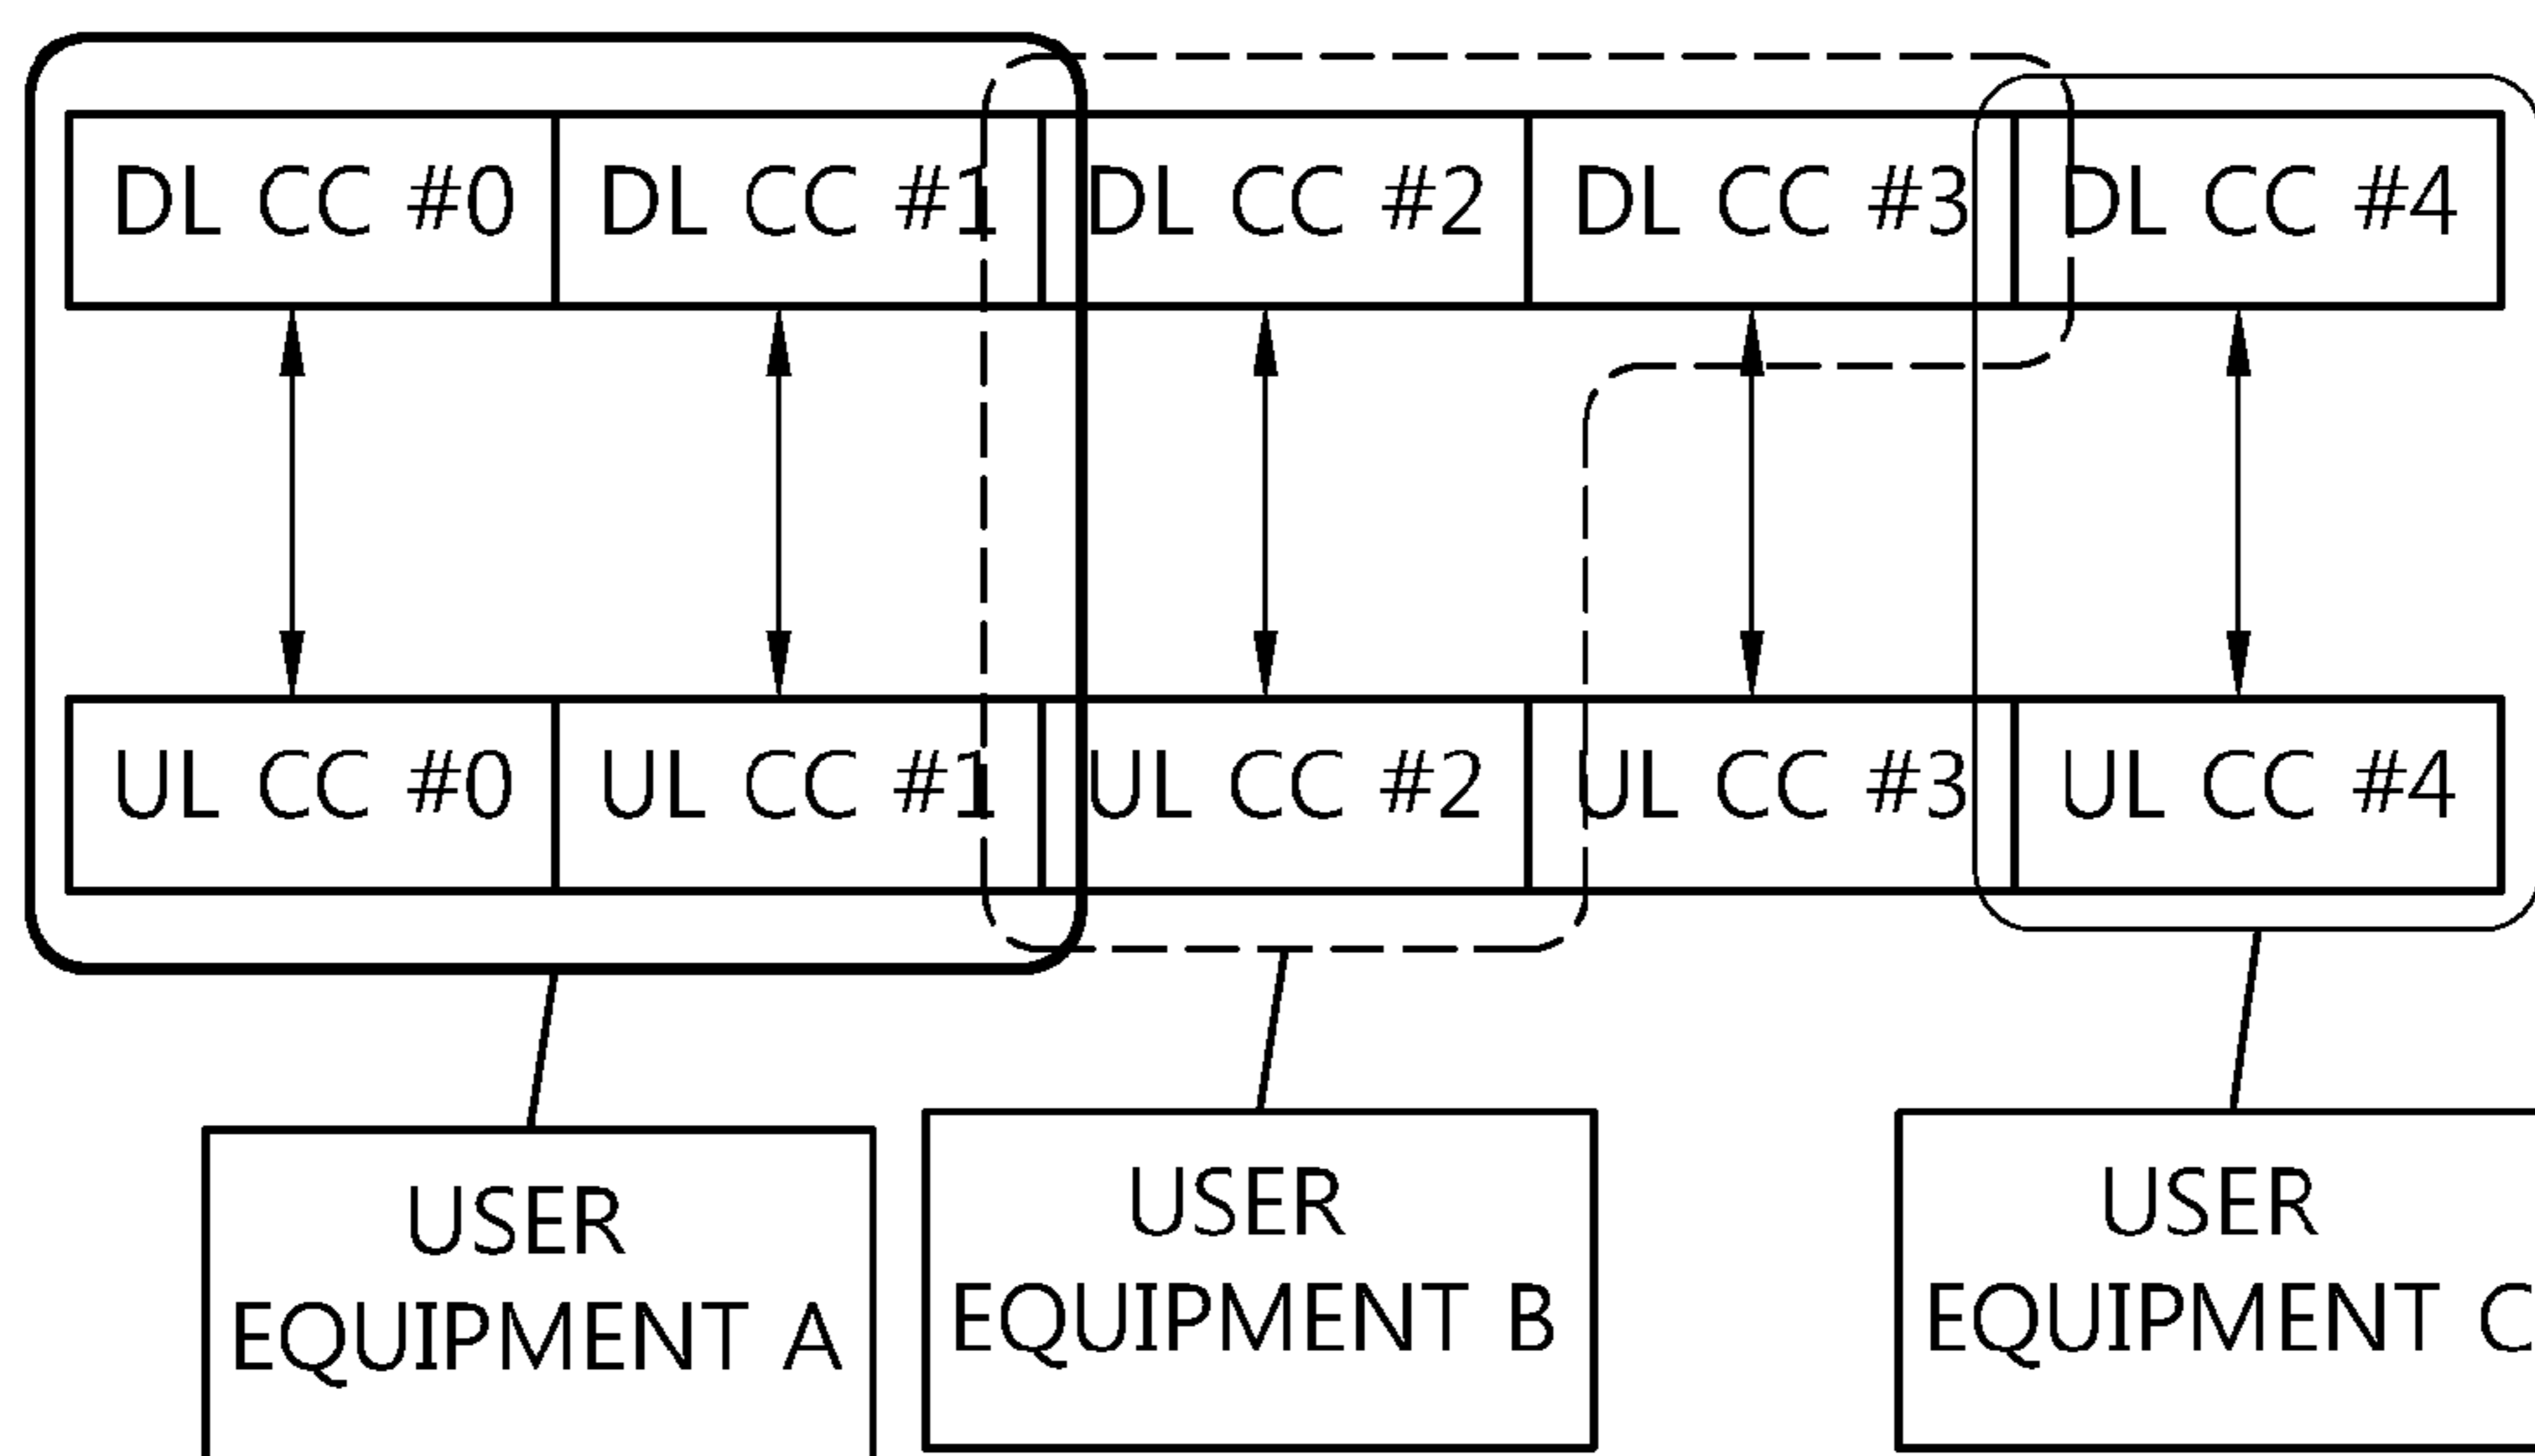 DL CC #0 DL CC #1 DL CC #2 DL CC #3 DL CC #4
UL CC #0 UL CC #1 UL CC #2 UL CC #3 UL CC #4
USER
EQUIPMENT A
USER
EQUIPMENT B
USER
EQUIPMENT C